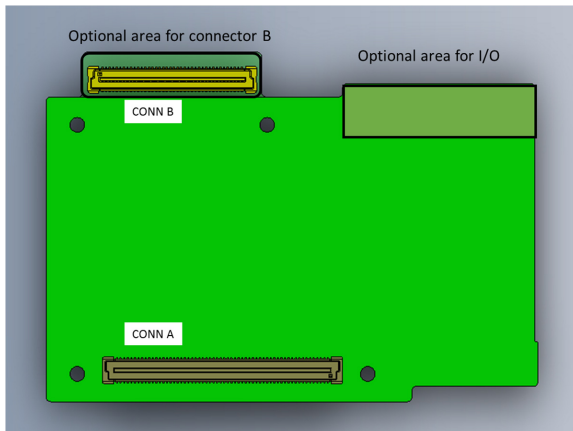 Optional area for connector B
Optional area for I/O
CONN B
CONN A